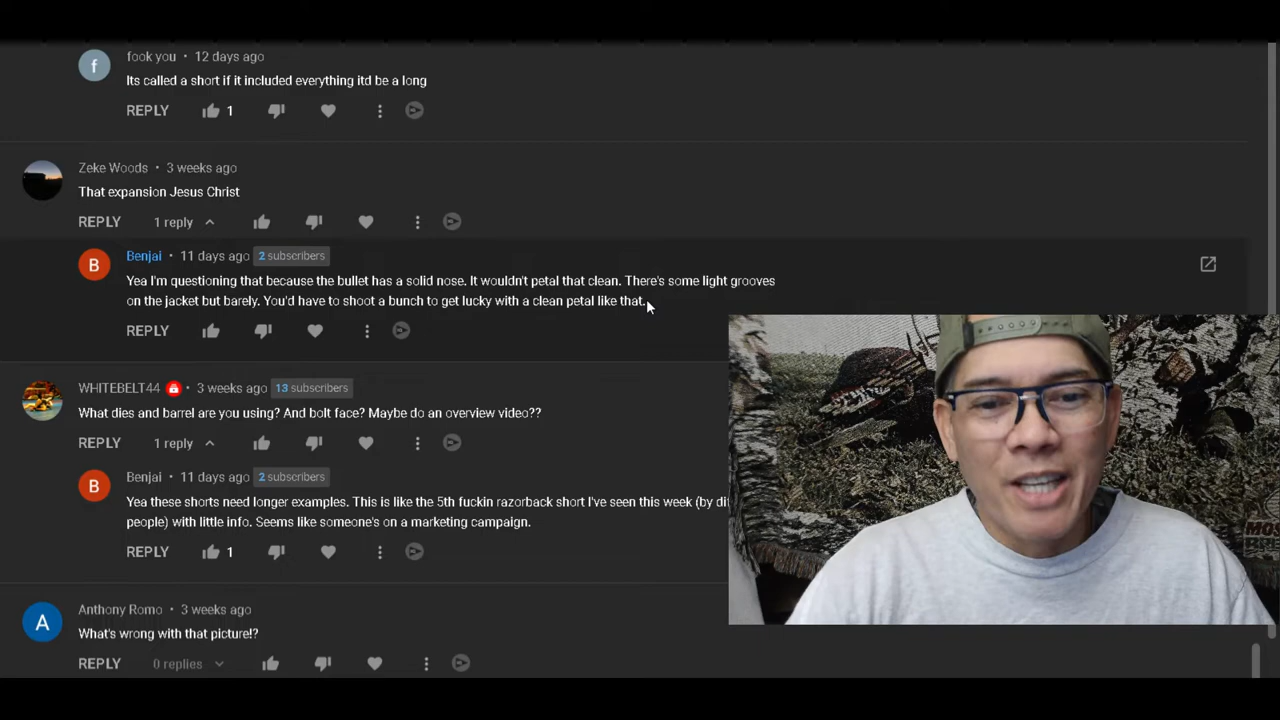 f
fook you • 12 days ago
Its called a short if it included everything itd be a long
REPLY 1
Zeke Woods • 3 weeks ago
That expansion Jesus Christ
REPLY 1 reply
B
Benjai • 11 days ago 2 subscribers
Yea I'm questioning that because the bullet has a solid nose. It wouldn't petal that clean. There's some light grooves
on the jacket but barely. You'd have to shoot a bunch to get lucky with a clean petal like that.
REPLY
WHITEBELT44 • 3 weeks ago 13 subscribers
What dies and barrel are you using? And bolt face? Maybe do an overview video??
REPLY 1 reply
B
Benjai • 11 days ago 2 subscribers
Yea these shorts need longer examples. This is like the 5th fuckin razorback short I've seen this week (by
people) with little info. Seems like someone's on a marketing campaign.
REPLY 1
A
Anthony Romo • 3 weeks ago
What's wrong with that picture!?
REPLY 0 replies